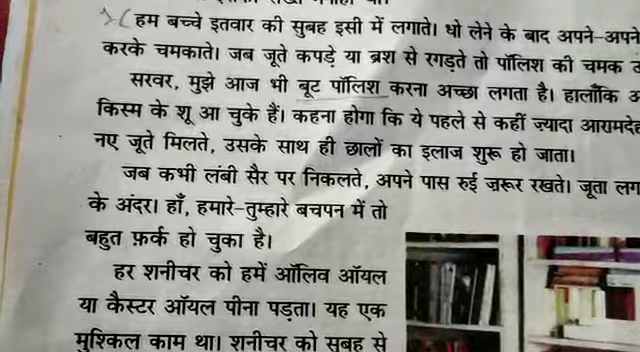 हम बच्चे इतवार की सुबह इसी में लगाते। धो लेने के बाद अपने-अपने
करके चमकाते। जब जूते कपड़े या ब्रश से रगड़ते तो पॉलिश की चमक
सरवर, मुझे आज भी बूट पॉलिश करना अच्छा लगता है। हालाँकि
किस्म के शू आ चुके हैं। कहना होगा कि ये पहले से कहीं ज़्यादा आरामदेह
नए जूते मिलते, उसके साथ ही छालों का इलाज शुरू हो जाता।
जब कभी लंबी सैर पर निकलते, अपने पास रुई ज़रूर रखते। जूता लग
के अंदर। हाँ, हमारे-तुम्हारे बचपन में तो
बहुत फ़र्क हो चुका है।
हर शनीचर को हमें ऑलिव ऑयल
या कैस्टर ऑयल पीना पड़ता। यह एक
मुश्किल काम था। शनीचर को सुबह से